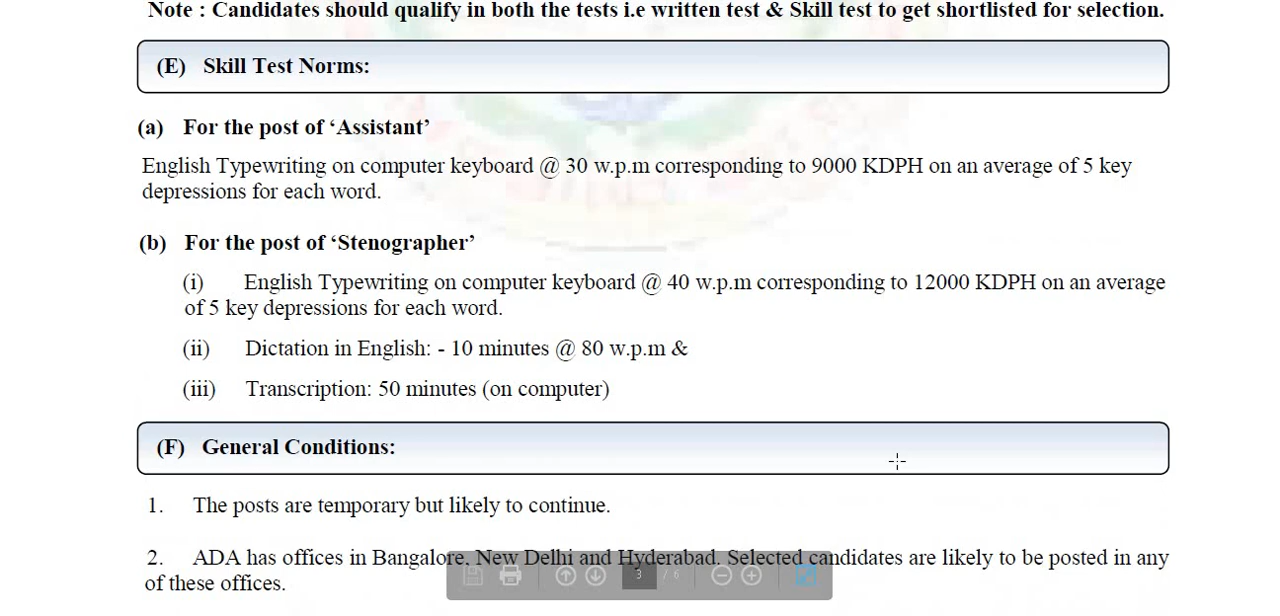 Note : Candidates should qualify in both the tests i.e written test & Skill test to get shortlisted for selection.
(E) Skill Test Norms:
(a) For the post of ‘Assistant’
English Typewriting on computer keyboard @ 30 w.p.m corresponding to 9000 KDPH on an average of 5 key
depressions for each word.
(b) For the post of ‘Stenographer’
(i) English Typewriting on computer keyboard @ 40 w.p.m corresponding to 12000 KDPH on an average
of 5 key depressions for each word.
(ii) Dictation in English: - 10 minutes @ 80 w.p.m &
(iii) Transcription: 50 minutes (on computer)
(F) General Conditions:
1. The posts are temporary but likely to continue.
2. ADA has offices in Bangalore, New Delhi and Hyderabad. Selected candidates are likely to be posted in any
of these offices.
3 / 6